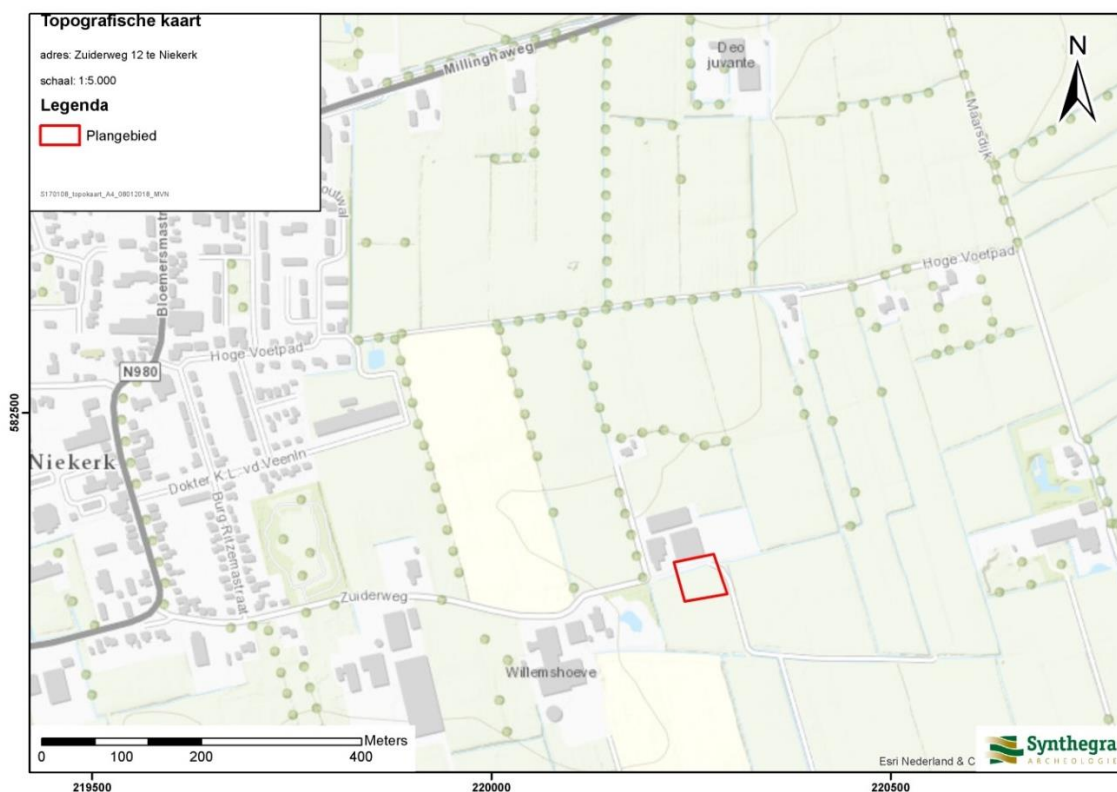 Topografische kaart
adres: Zuiderweg 12 te Niekerk
schaal: 1:5.000
Legenda
Plangebied
S170108_topokaart_A4_08012018_MVN
N
Millinghaweg
Deo
juvante
Maarsdijk
Bloemersmastr
Hoge Voetpad
Hoge Voetpad
N980
582500
Niekerk
Dokter K.L. vd Veenln
Burg Ritzemastraat
Zuiderweg
Willemshoeve
Meters
0 100 200 400
Esri Nederland & C
Synthegra
ARCHEOLOGIE
219500 220000 220500